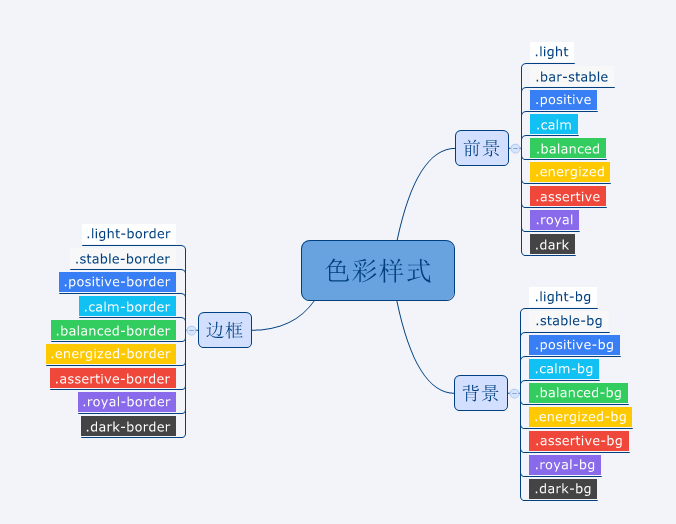 色彩样式
前景
.light
.bar-stable
.positive
.calm
.balanced
.energized
.assertive
.royal
.dark
背景
.light-bg
.stable-bg
.positive-bg
.calm-bg
.balanced-bg
.energized-bg
.assertive-bg
.royal-bg
.dark-bg
边框
.light-border
.stable-border
.positive-border
.calm-border
.balanced-border
.energized-border
.assertive-border
.royal-border
.dark-border